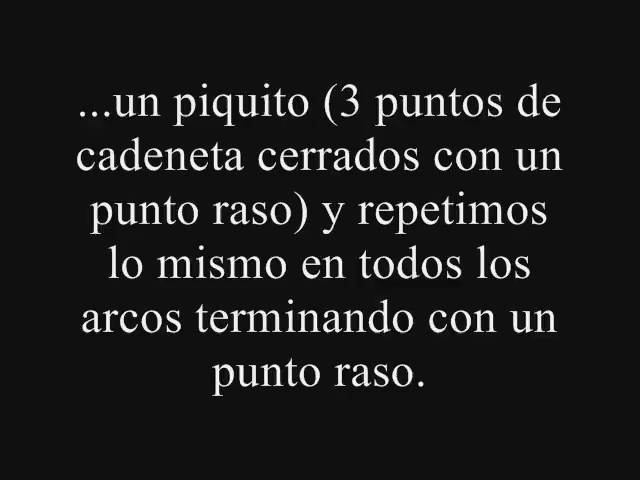 ...un piquito (3 puntos de
cadeneta cerrados con un
punto raso) y repetimos
lo mismo en todos los
arcos terminando con un
punto raso.